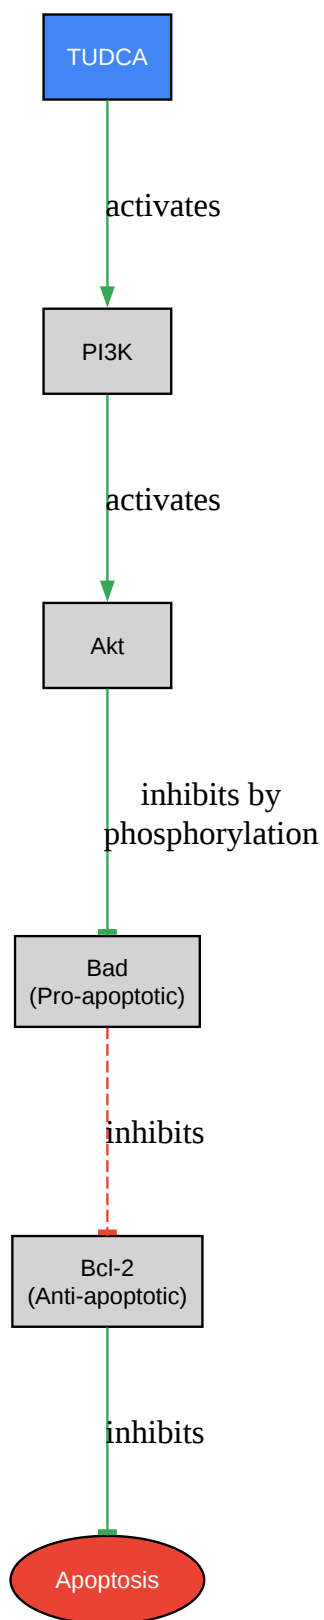 TUDCA
activates
PI3K
activates
Akt
inhibits by
phosphorylation
Bad
(Pro-apoptotic)
inhibits
Bcl-2
(Anti-apoptotic)
inhibits
Apoptosis